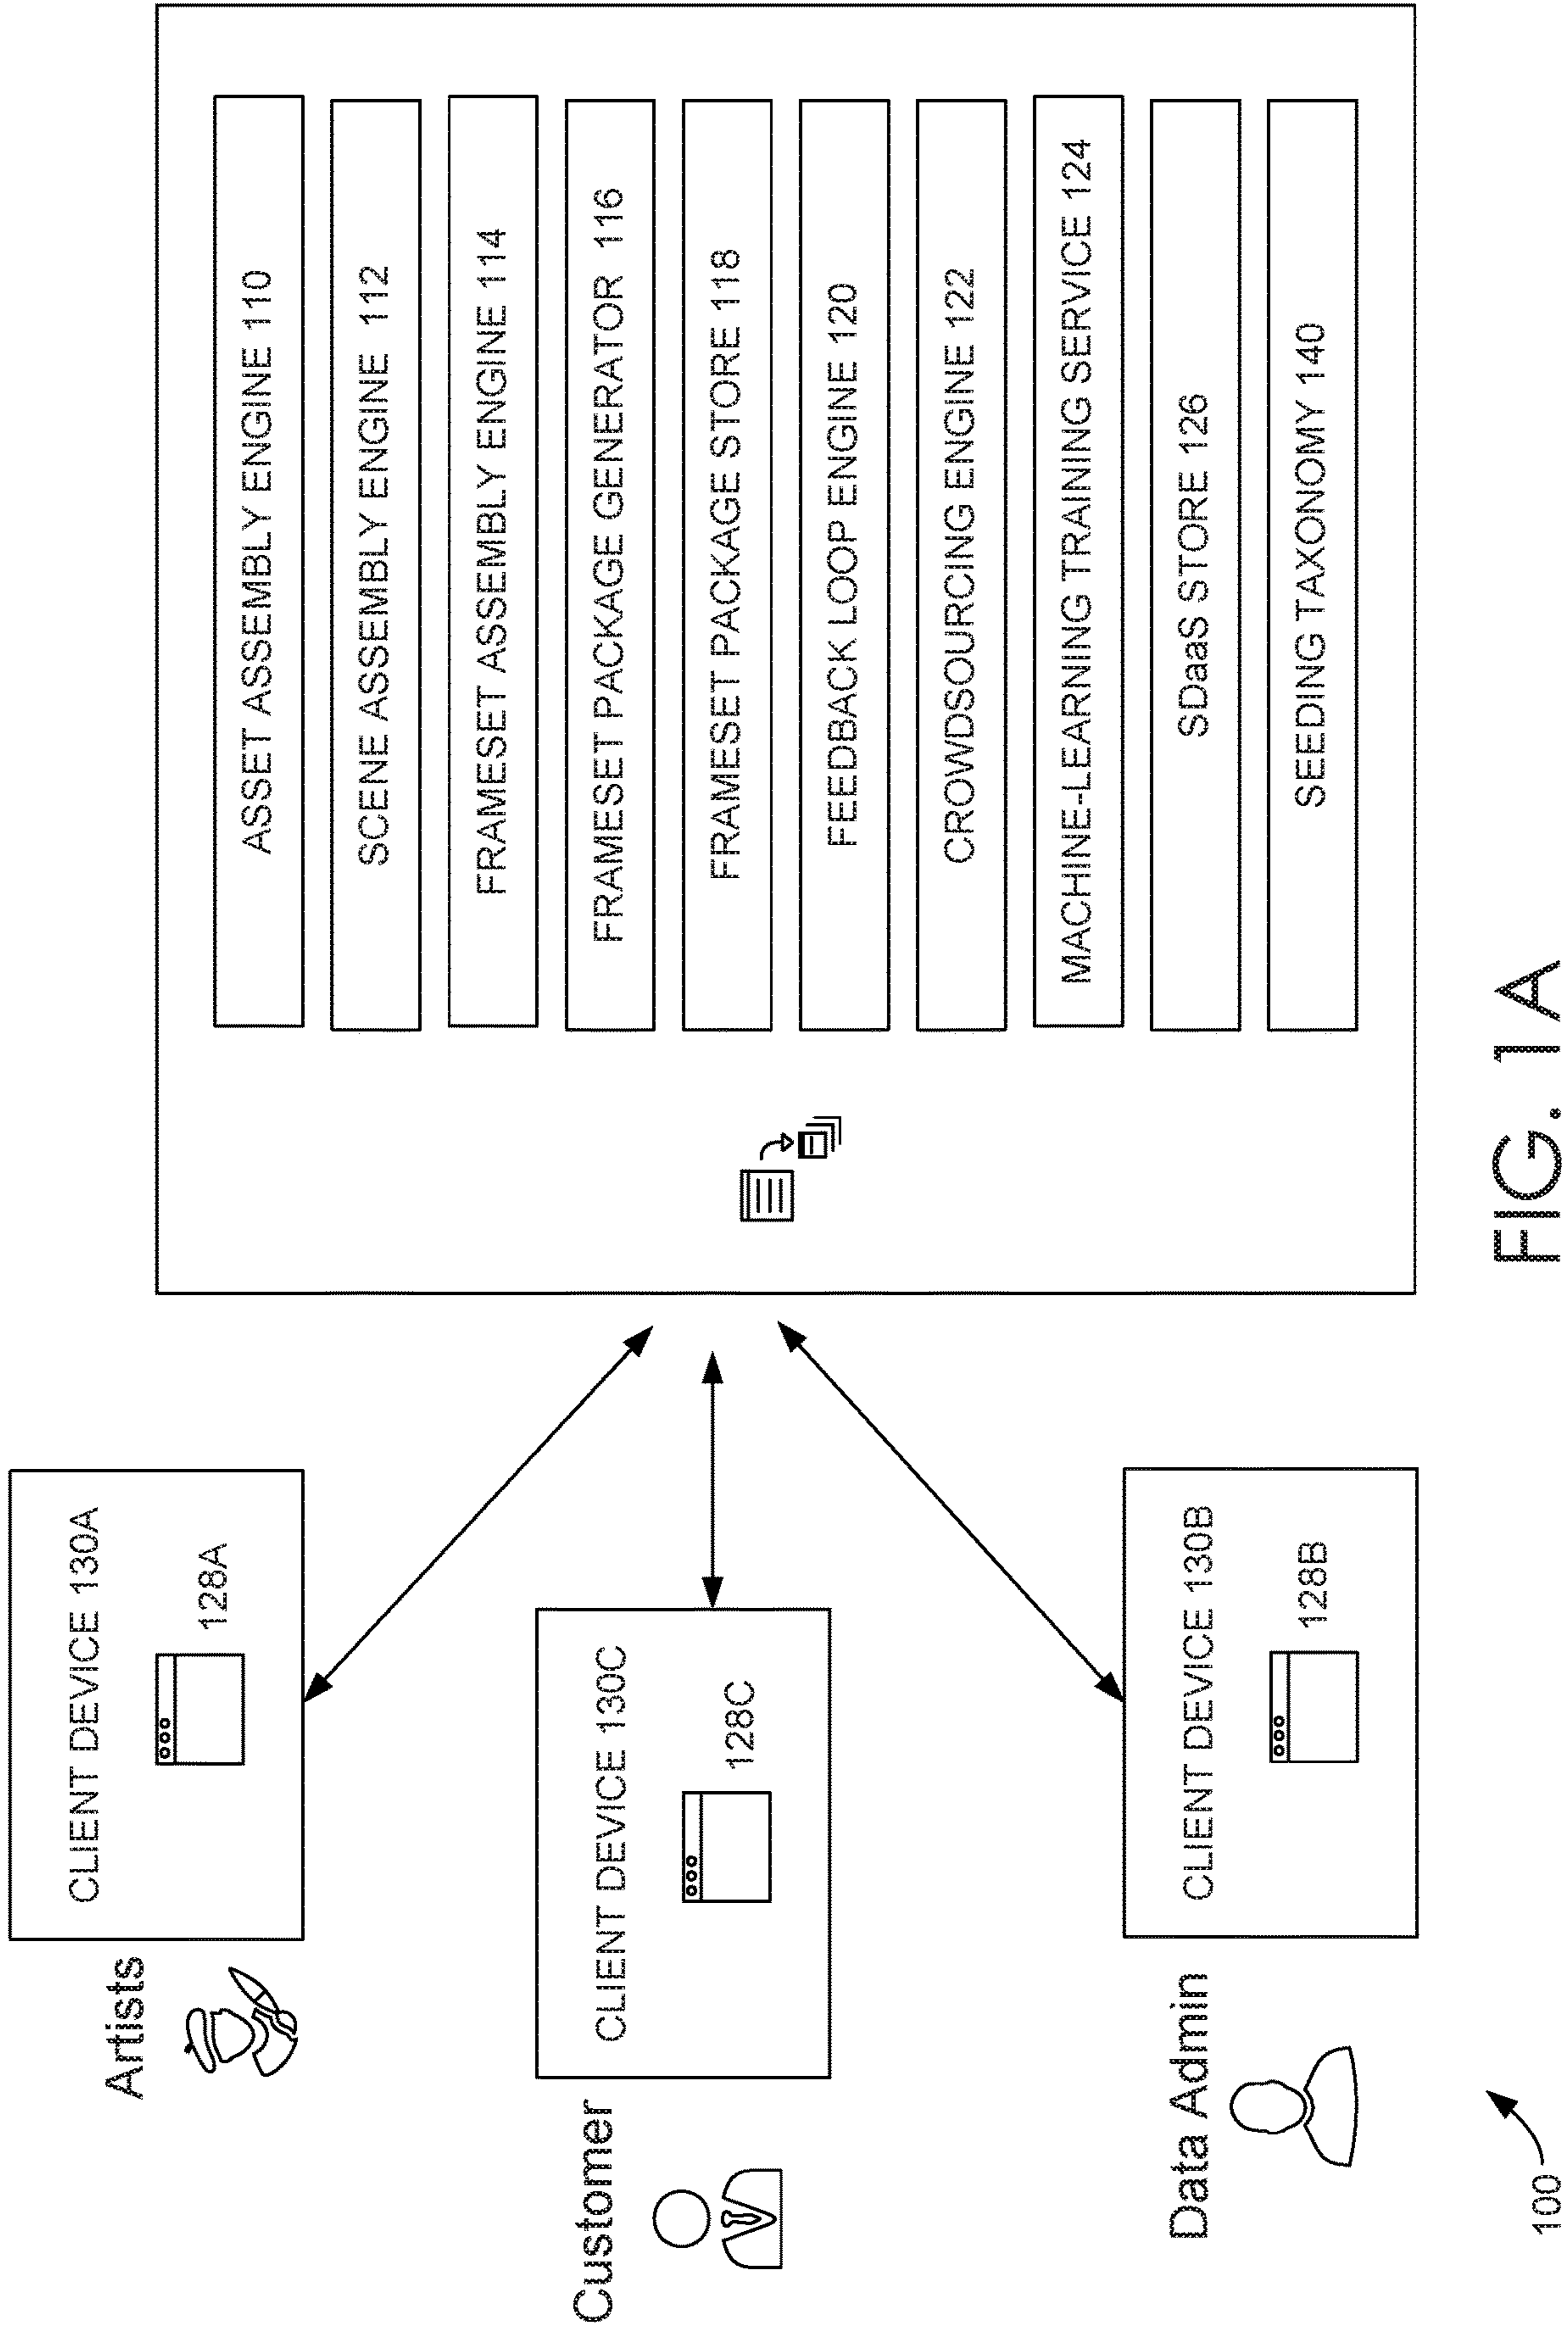 Artists
CLIENT DEVICE 130A
128A
Customer
CLIENT DEVICE 130C
128C
Data Admin
CLIENT DEVICE 130B
128B
100
ASSET ASSEMBLY ENGINE 110
SCENE ASSEMBLY ENGINE 112
FRAMESET ASSEMBLY ENGINE 114
FRAMESET PACKAGE GENERATOR 116
FRAMESET PACKAGE STORE 118
FEEDBACK LOOP ENGINE 120
CROWDSOURCING ENGINE 122
MACHINE-LEARNING TRAINING SERVICE 124
SDaaS STORE 126
SEEDING TAXONOMY 140
FIG. 1A